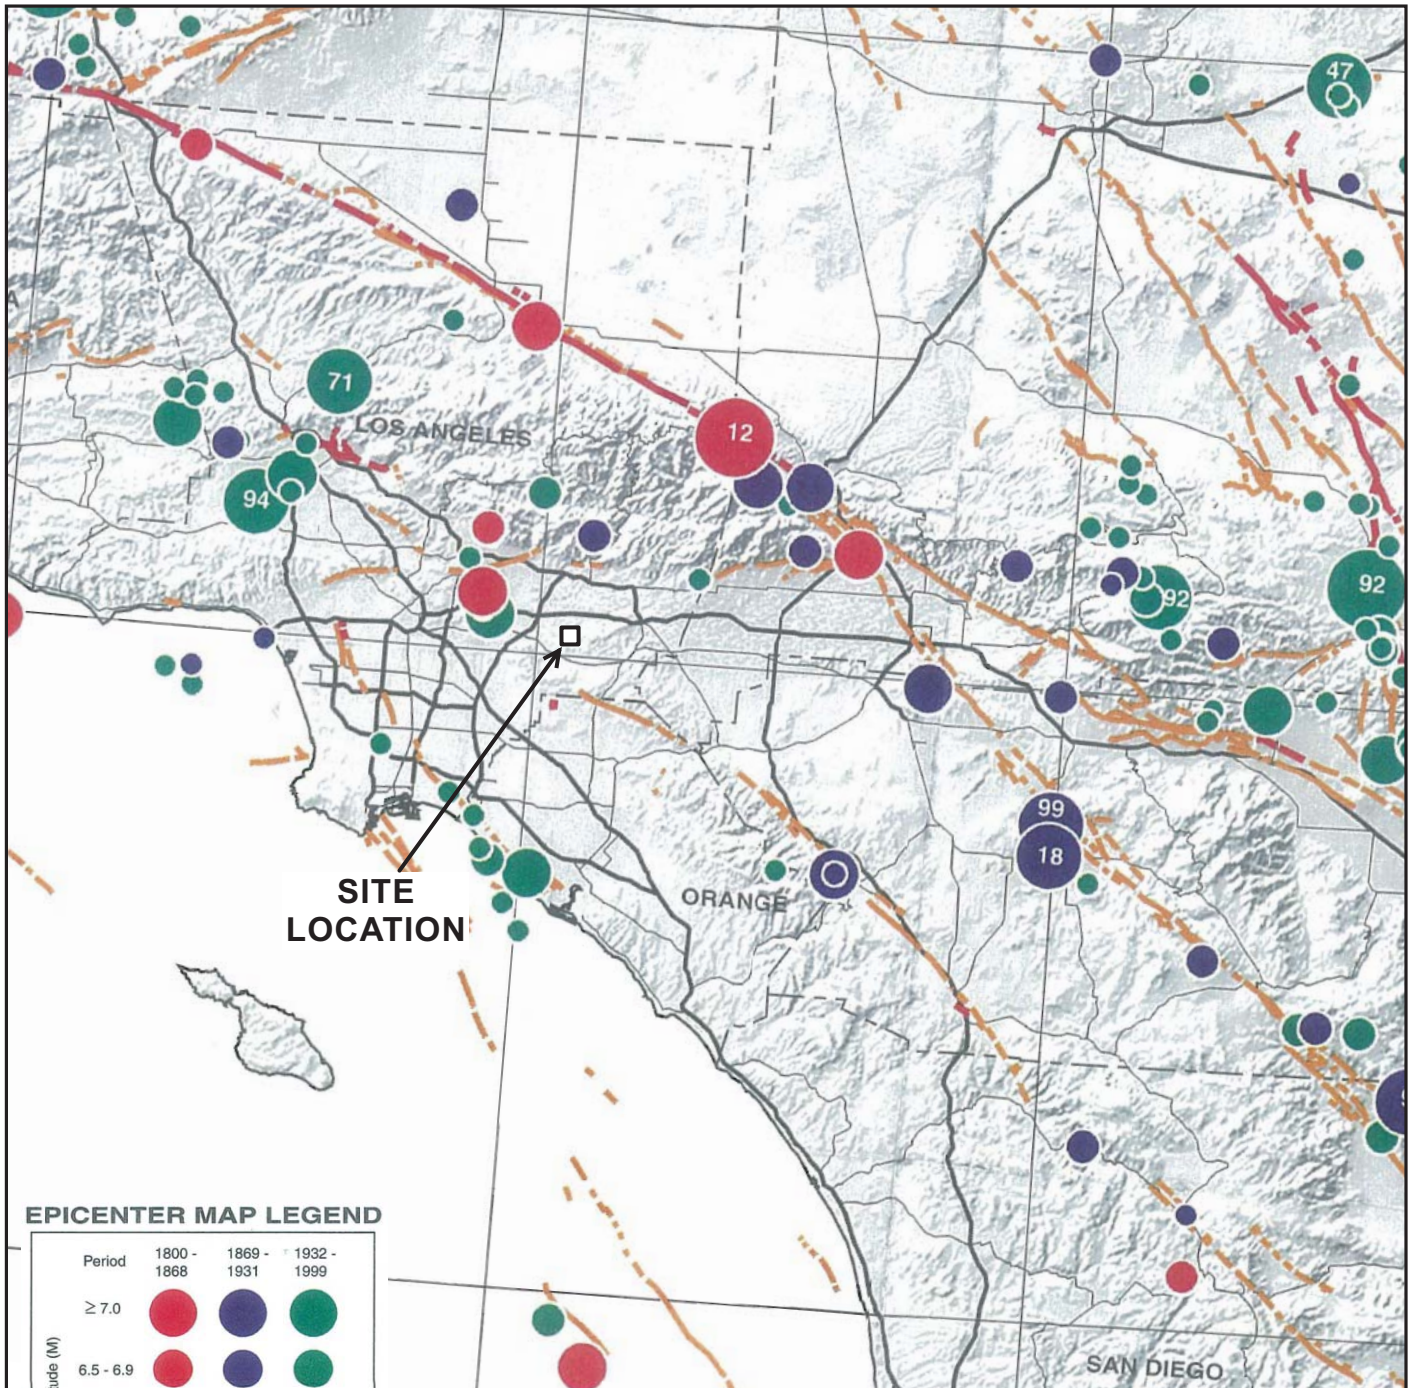 47
A
71
LOS ANGELES
12
94
92
92
99
18
SITE
LOCATION
ORANGE
EPICENTER MAP LEGEND
Period
1800 -
1868
1869 -
1931
1932 -
1999
≥ 7.0
6.5 - 6.9
SAN DIEGO